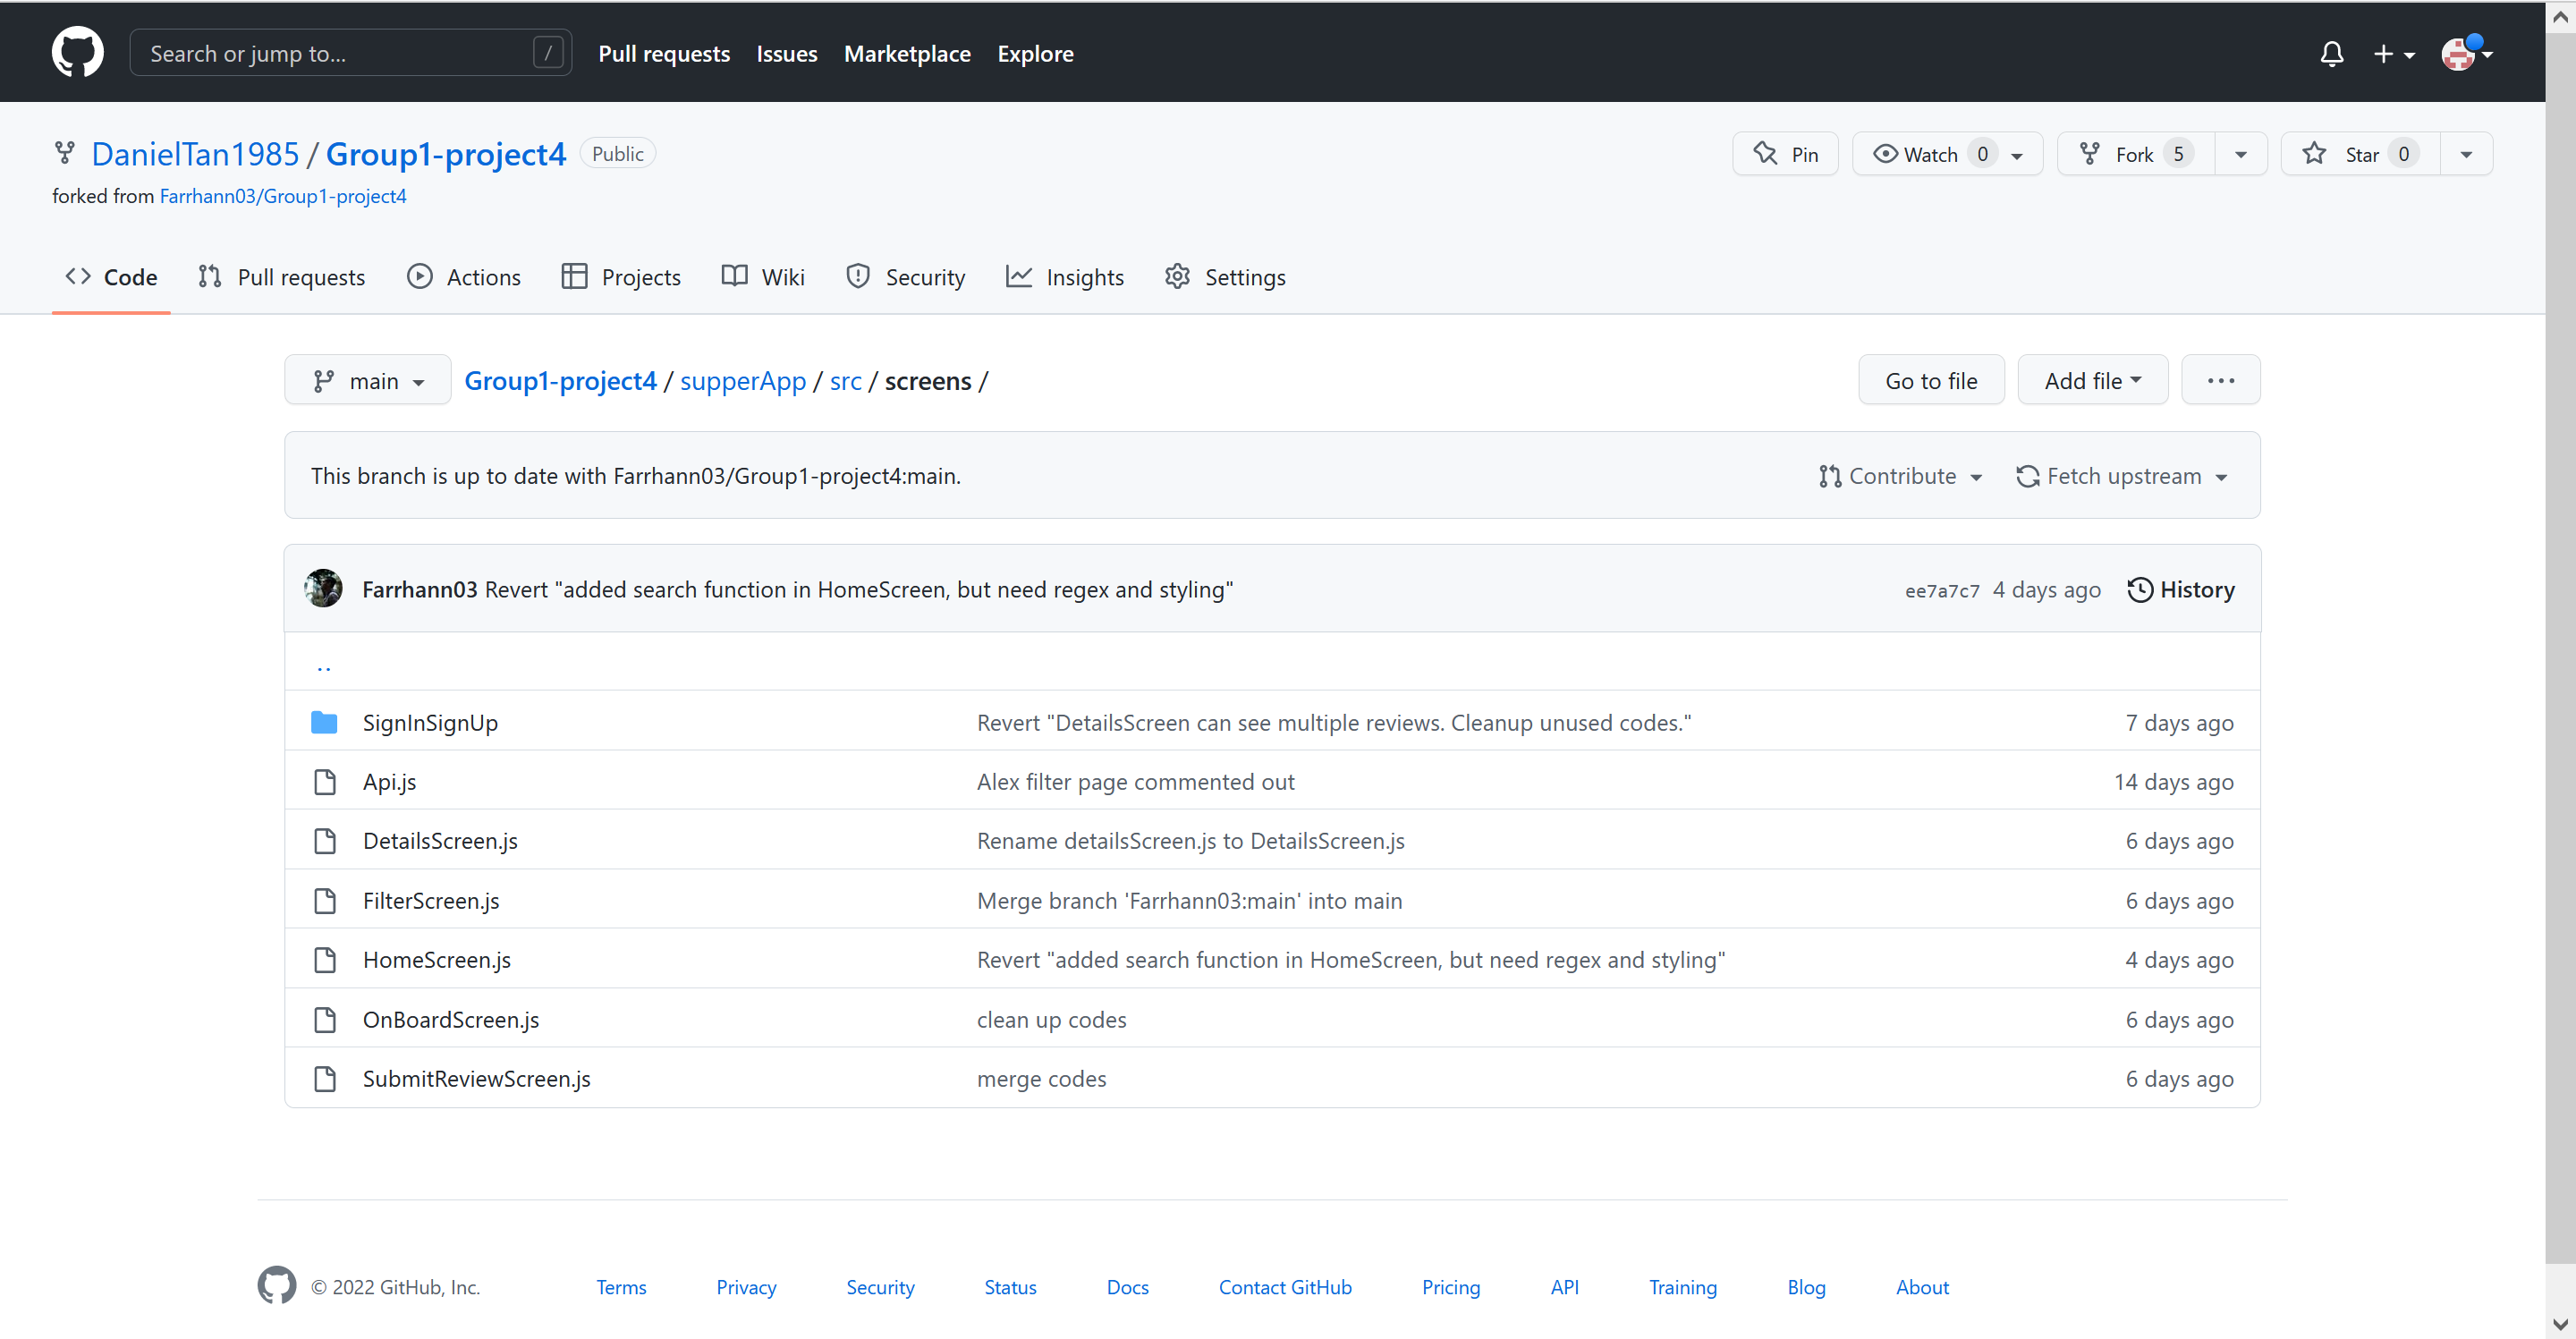 Search or jump to... / Pull requests Issues Marketplace Explore
DanielTan1985 / Group1-project4 Public Pin Watch 0 Fork 5 Star 0
forked from Farrhann03/Group1-project4
Code Pull requests Actions Projects Wiki Security Insights Settings
main Group1-project4 / supperApp / src / screens / Go to file Add file ...
This branch is up to date with Farrhann03/Group1-project4:main. Contribute Fetch upstream
Farrhann03 Revert "added search function in HomeScreen, but need regex and styling" ee7a7c7 4 days ago History
..
SignInSignUp Revert "DetailsScreen can see multiple reviews. Cleanup unused codes." 7 days ago
Api.js Alex filter page commented out 14 days ago
DetailsScreen.js Rename detailsScreen.js to DetailsScreen.js 6 days ago
FilterScreen.js Merge branch 'Farrhann03:main' into main 6 days ago
HomeScreen.js Revert "added search function in HomeScreen, but need regex and styling" 4 days ago
OnBoardScreen.js clean up codes 6 days ago
SubmitReviewScreen.js merge codes 6 days ago
© 2022 GitHub, Inc. Terms Privacy Security Status Docs Contact GitHub Pricing API Training Blog About